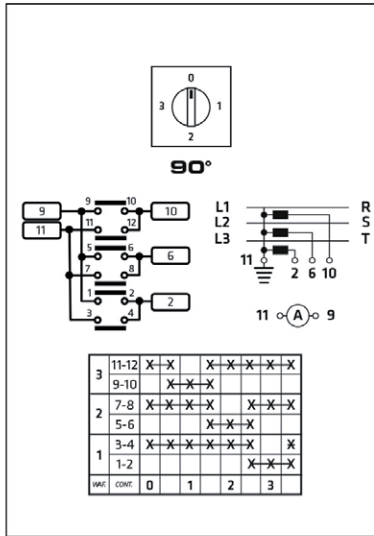 0
3 1
2
90°
9 10
9 10
11 12
11
5 6
6
7 8
1 2
2
3 4
L1 R
L2 S
L3 T
11 2 6 10
11 A 9
3 11-12 X X X X X X X
9-10 X X X
2 7-8 X X X X X X X
5-6 X X X
1 3-4 X X X X X X X
1-2 X X X
WAF. CONT. 0 1 2 3